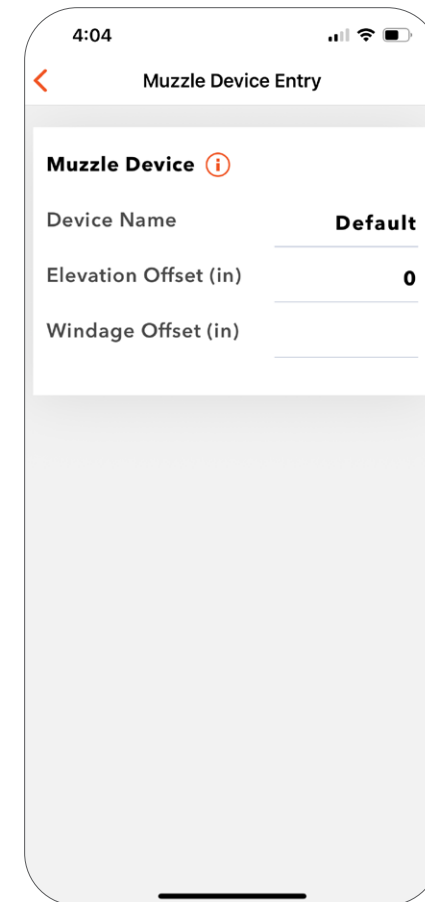 4:04
Muzzle Device Entry
Muzzle Device
Device Name Default
Elevation Offset (in) 0
Windage Offset (in)